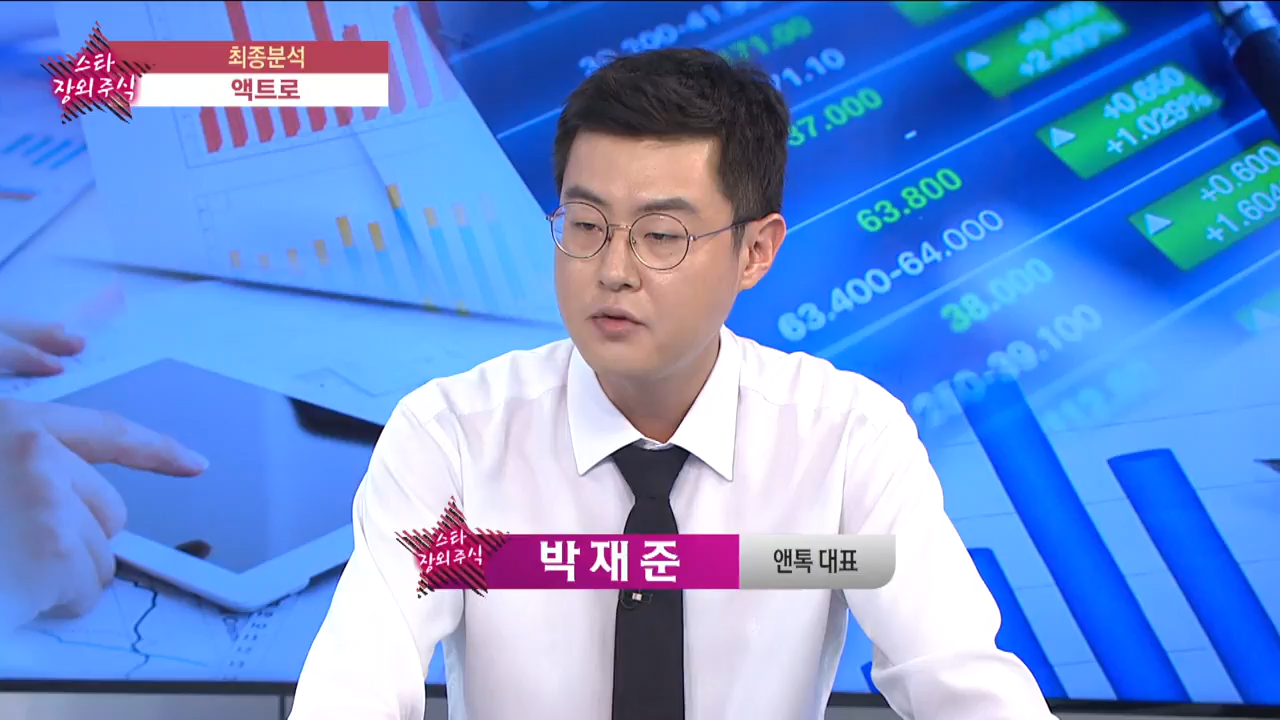 스타
장외주식
최종분석
액트로
37.000
+0.650
+1.029%
+0.600
63.800
63.400-64.000
38.000
스타
장외주식
박재준
앤톡 대표